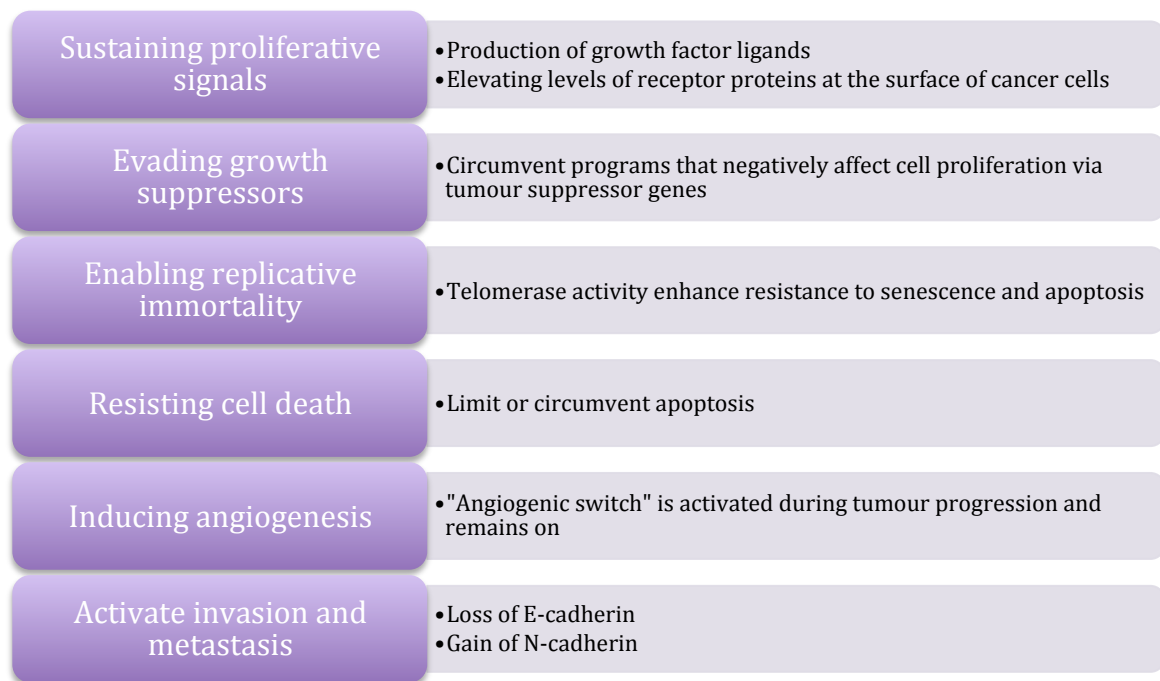 Sustaining proliferative
signals
•Production of growth factor ligands
•Elevating levels of receptor proteins at the surface of cancer cells
Evading growth
suppressors
•Circumvent programs that negatively affect cell proliferation via
tumour suppressor genes
Enabling replicative
immortality
•Telomerase activity enhance resistance to senescence and apoptosis
Resisting cell death
•Limit or circumvent apoptosis
Inducing angiogenesis
•"Angiogenic switch" is activated during tumour progression and
remains on
Activate invasion and
metastasis
•Loss of E-cadherin
•Gain of N-cadherin